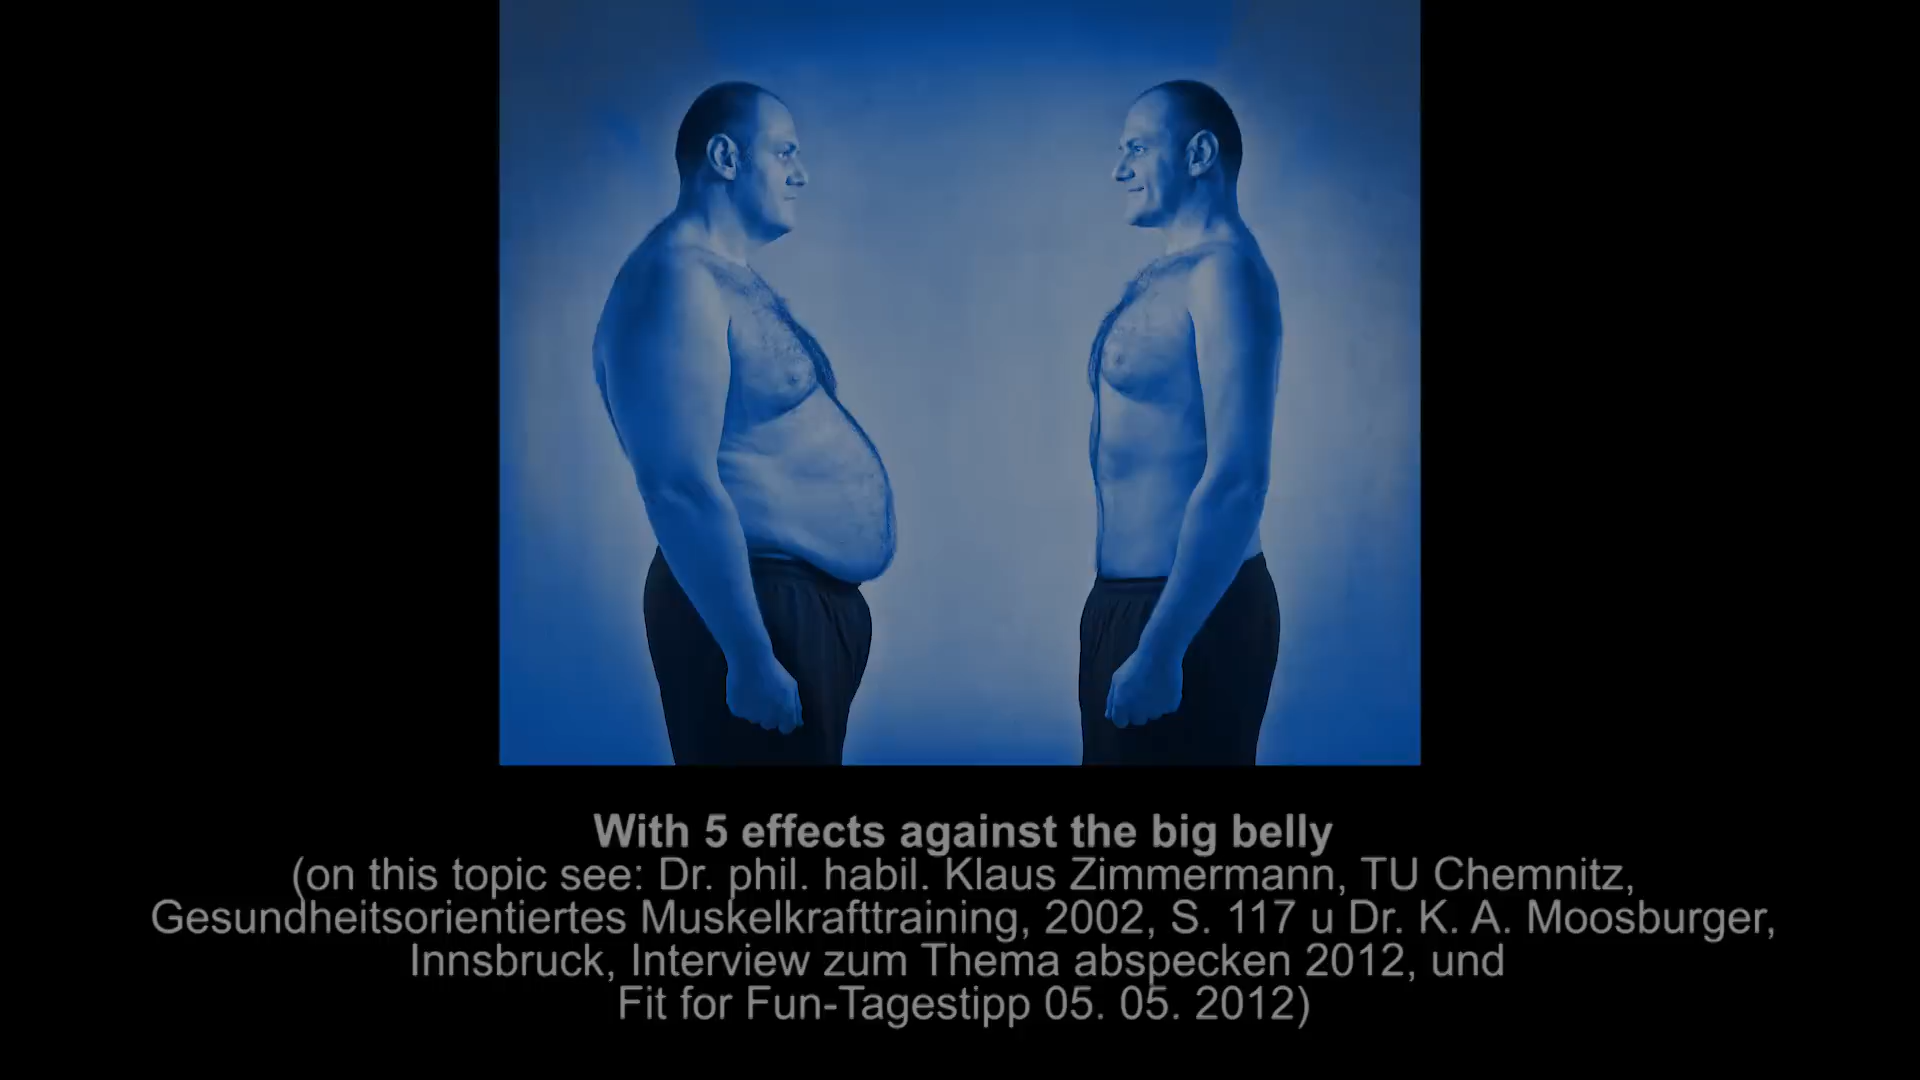 With 5 effects against the big belly
(on this topic see: Dr. phil. habil. Klaus Zimmermann, TU Chemnitz,
Gesundheitsorientiertes Muskelkrafttraining, 2002, S. 117 u Dr. K. A. Moosburger,
Innsbruck, Interview zum Thema abspecken 2012, und
Fit for Fun-Tagestipp 05. 05. 2012)